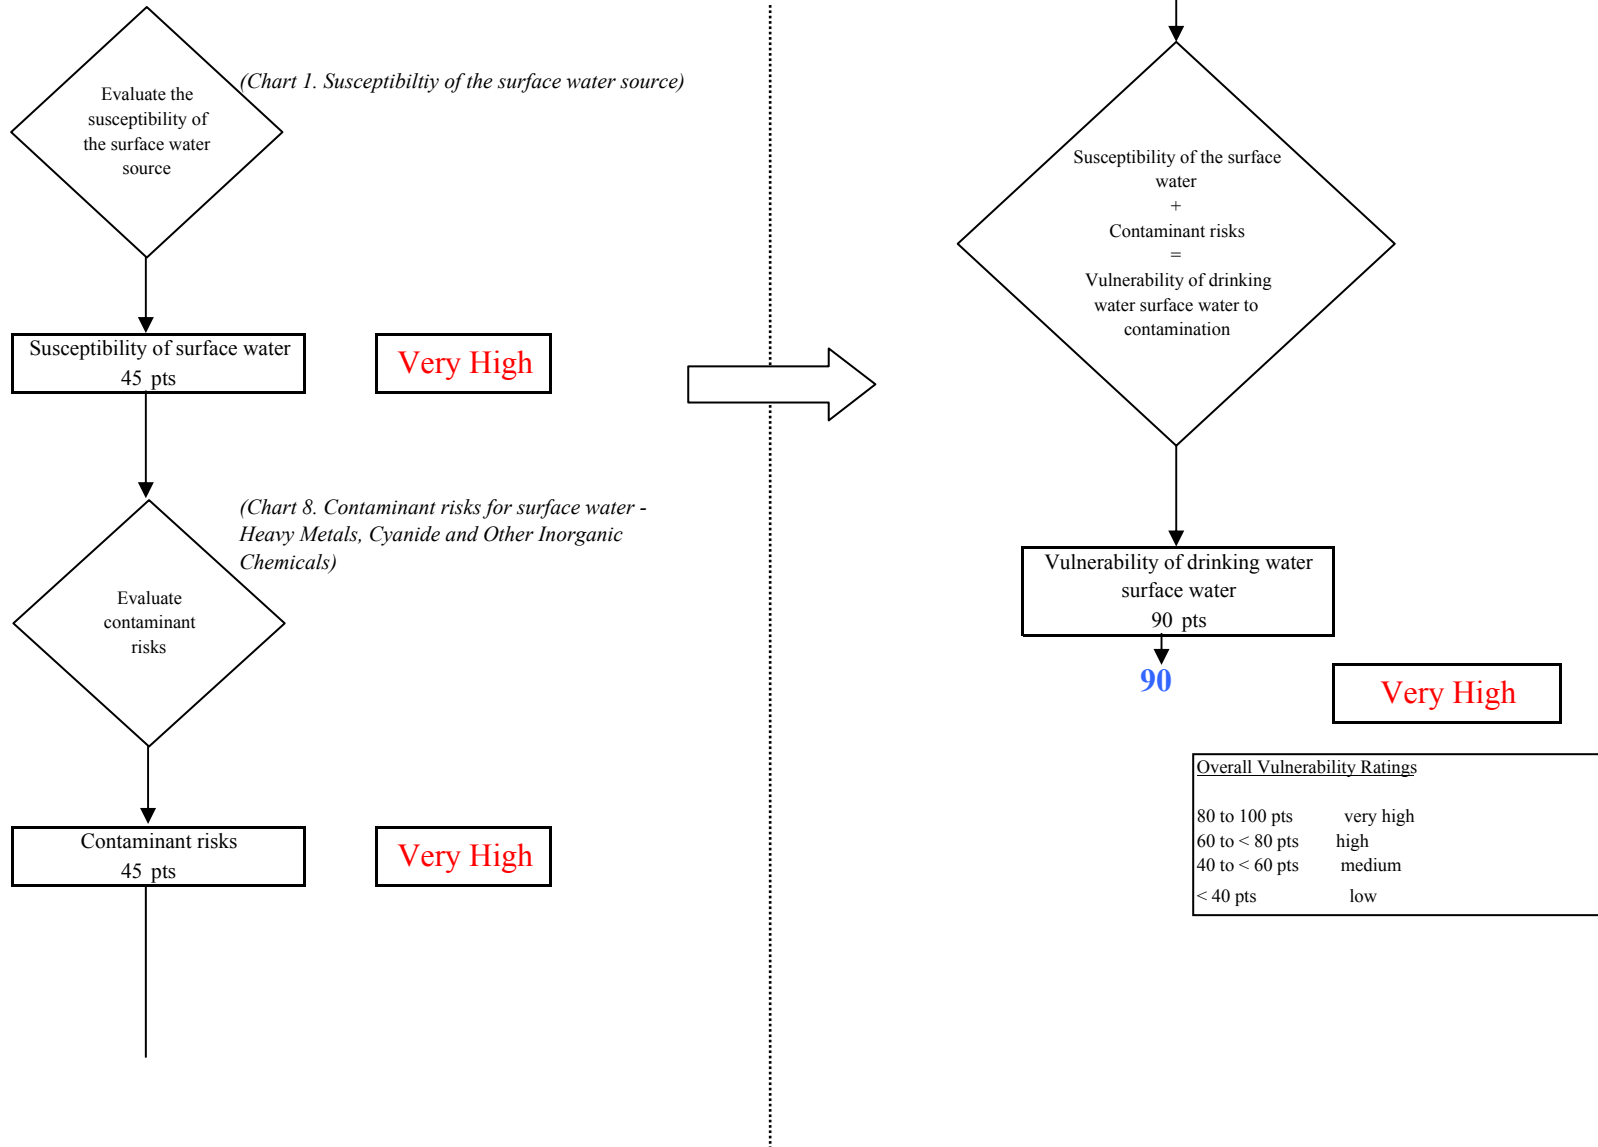 Evaluate the
susceptibility of
the surface water
source
(Chart 1. Susceptibiltiy of the surface water source)
Susceptibility of surface water
45 pts
Very High
(Chart 8. Contaminant risks for surface water -
Heavy Metals, Cyanide and Other Inorganic
Chemicals)
Evaluate
contaminant
risks
Contaminant risks
45 pts
Very High
Susceptibility of the surface
water
+
Contaminant risks
=
Vulnerability of drinking
water surface water to
contamination
Vulnerability of drinking water
surface water
90 pts
90
Very High
Overall Vulnerability Ratings
80 to 100 pts very high
60 to < 80 pts high
40 to < 60 pts medium
< 40 pts low